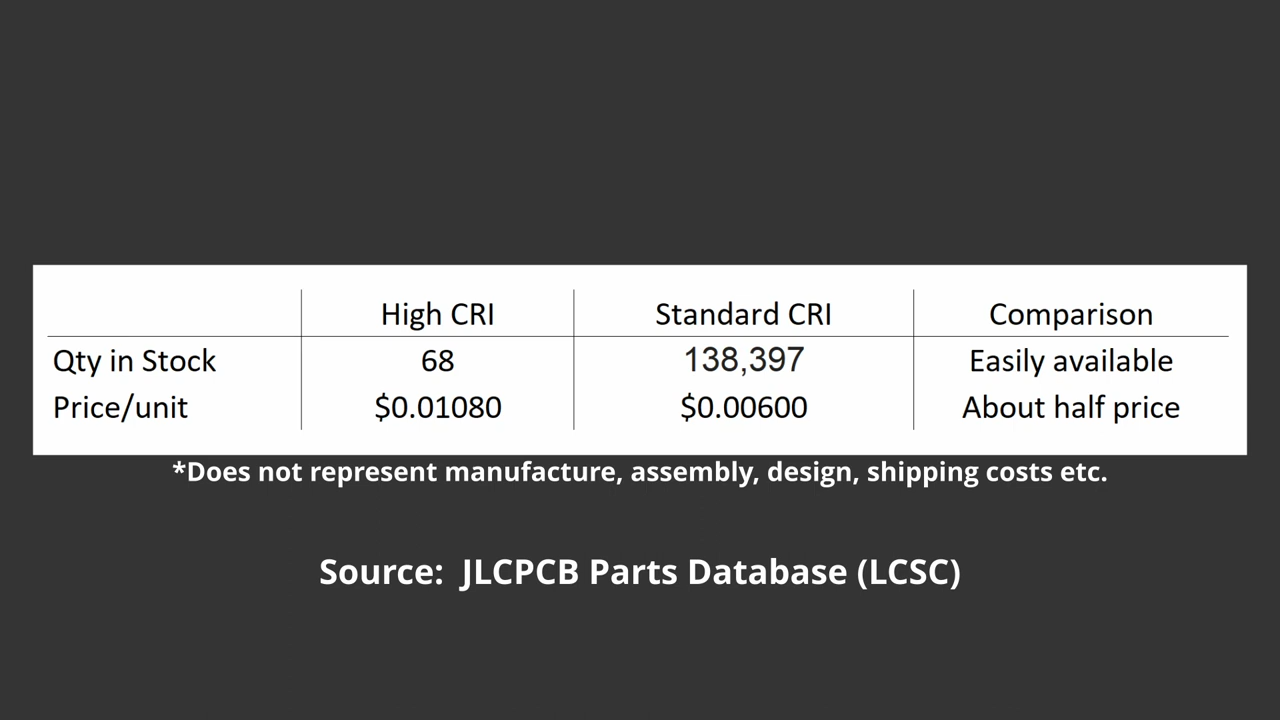 High CRI Standard CRI Comparison
Qty in Stock 68 138,397 Easily available
Price/unit $0.01080 $0.00600 About half price
*Does not represent manufacture, assembly, design, shipping costs etc.
Source: JLCPCB Parts Database (LCSC)